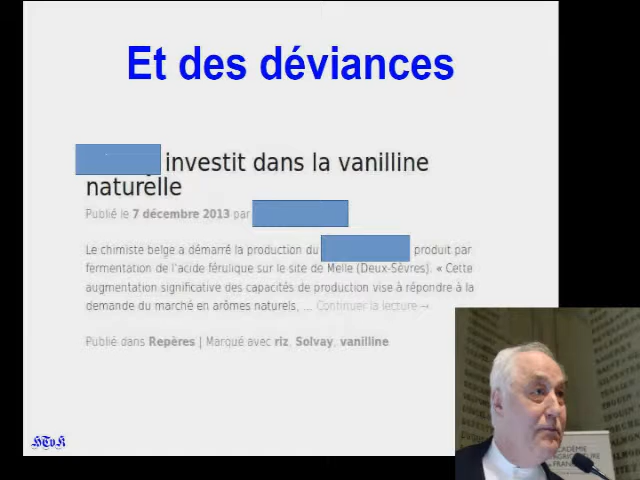 Et des déviances
investit dans la vanilline
naturelle
Publié le 7 décembre 2013 par
Le chimiste belge a démarré la production du produit par
fermentation de l'acide férulique sur le site de Melle (Deux-Sèvres). « Cette
augmentation significative des capacités de production vise à répondre à la
demande du marché en arômes naturels, ... Continuer la lecture →
Publié dans Repères | Marqué avec riz, Solvay, vanilline